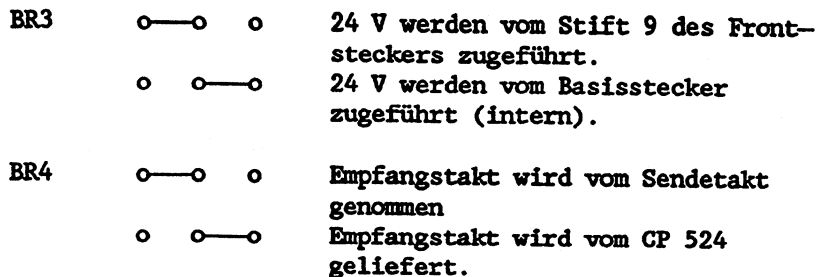 BR3 24 V werden vom Stift 9 des Front-
steckers zugeführt.
24 V werden vom Basisstecker
zugeführt (intern).
BR4 Empfangstakt wird vom Sendetakt
genommen
Empfangstakt wird vom CP 524
geliefert.